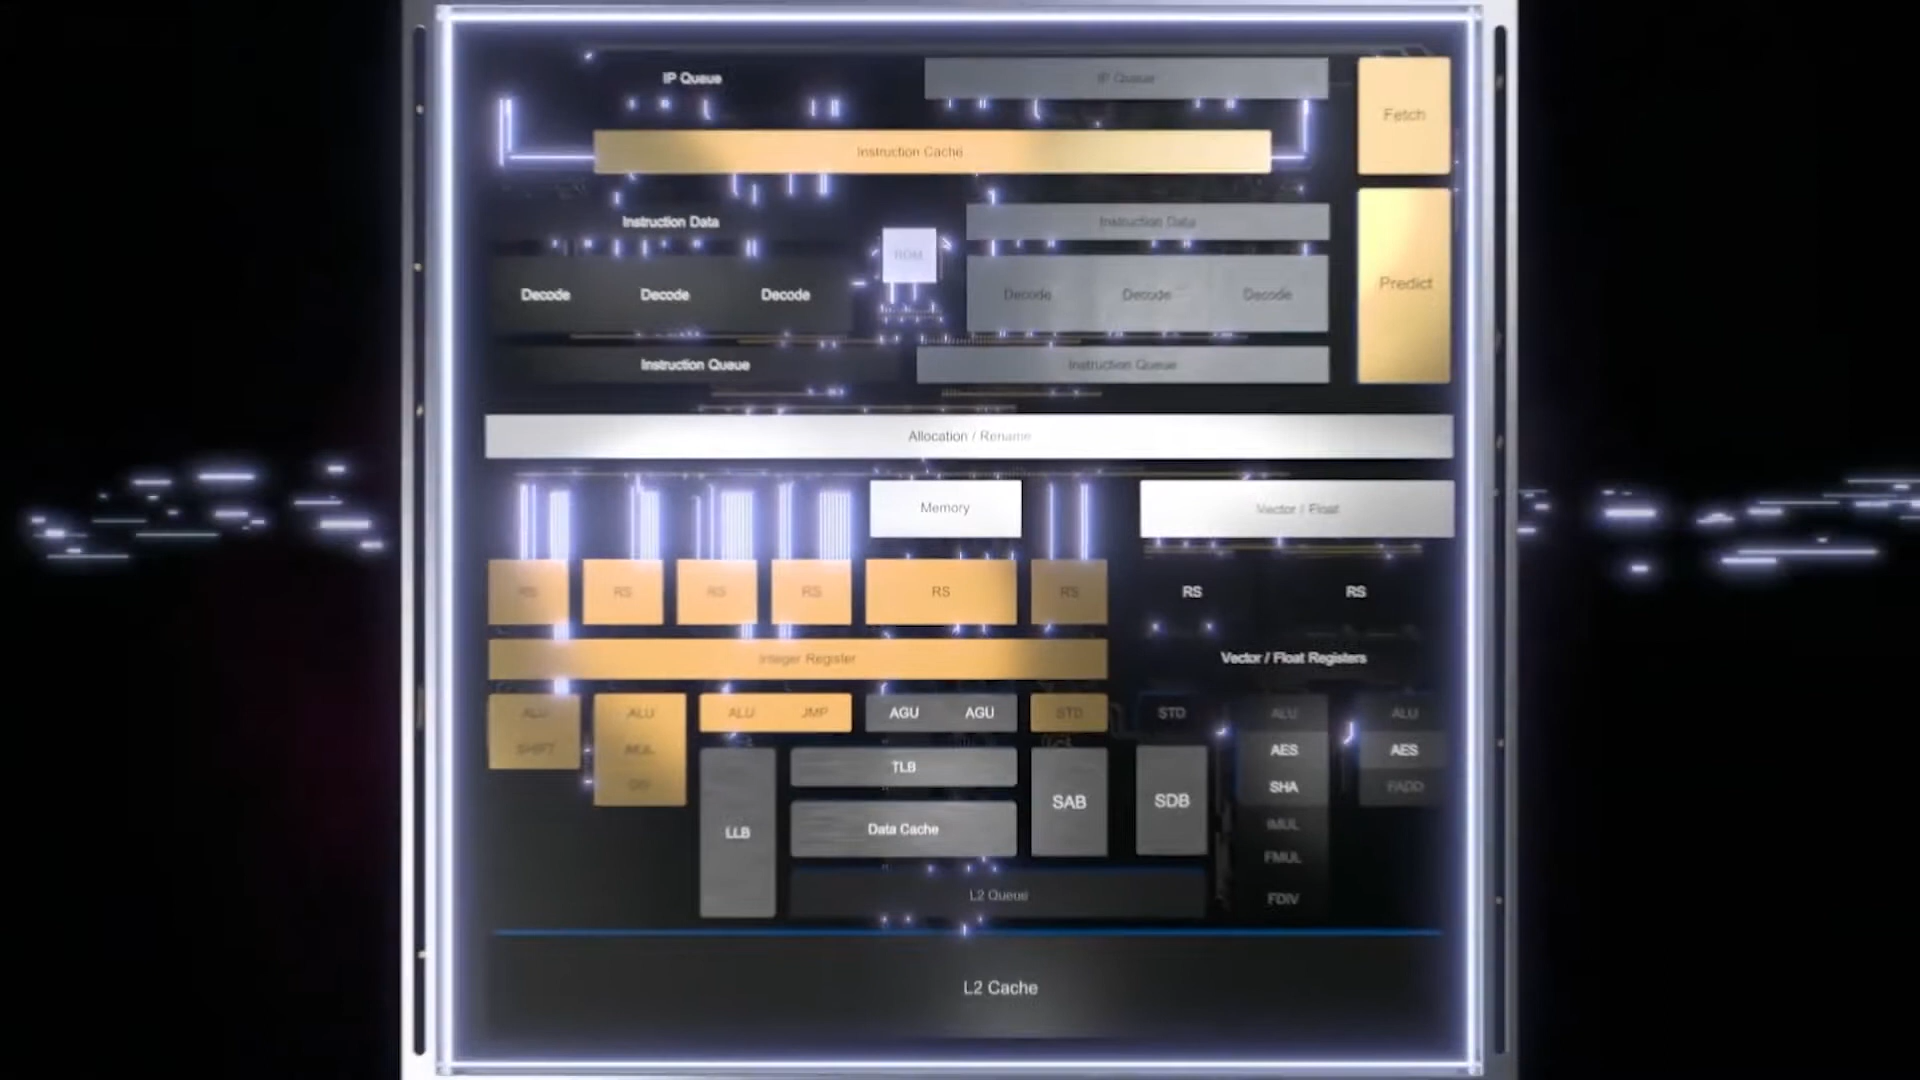 IP Queue IP Queue
Fetch
Instruction Cache
Instruction Data Instruction Data
ROM
Predict
Decode Decode Decode Decode Decode Decode
Instruction Queue Instruction Queue
Allocation / Rename
Memory Vector / Float
RS RS RS RS RS RS RS RS
Integer Register Vector / Float Registers
ALU ALU ALU JMP AGU AGU STD STD ALU ALU
SHIFT MUL AES AES
TLB
DIV SHA FADD
SAB SDB
LLB Data Cache IMUL
FMUL
L2 Queue FDIV
L2 Cache